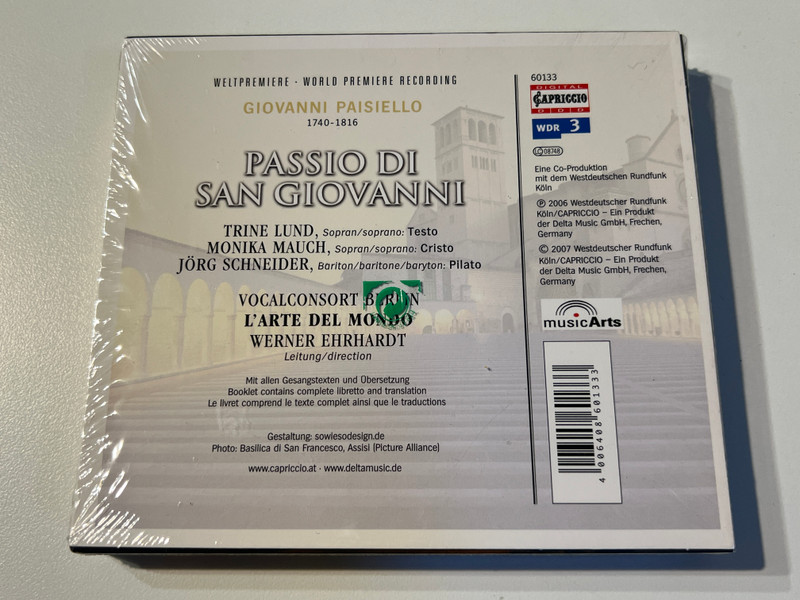 WELTPREMIERE · WORLD PREMIERE RECORDING
GIOVANNI PAISIELLO
1740-1816
PASSIO DI
SAN GIOVANNI
TRINE LUND, Sopran/soprano: Testo
MONIKA MAUCH, Sopran/soprano: Cristo
JÖRG SCHNEIDER, Bariton/baritone/baryton: Pilato
VOCALCONSORT BERLIN
L'ARTE DEL MONDO
WERNER EHRHARDT
Leitung/direction
Mit allen Gesangstexten und Übersetzung
Booklet contains complete libretto and translation
Le livret comprend le texte complet ainsi que le traductions
Gestaltung: sowiesodesign.de
Photo: Basilica di San Francesco, Assisi (Picture Alliance)
www.capriccio.at · www.deltamusic.de
60133
DIGITAL
CAPRICCIO
DDD
WDR 3
LC 08748
Eine Co-Produktion
mit dem Westdeutschen Rundfunk
Köln
℗ 2006 Westdeutscher Rundfunk
Köln/CAPRICCIO – Ein Produkt
der Delta Music GmbH, Frechen,
Germany
© 2007 Westdeutscher Rundfunk
Köln/CAPRICCIO – Ein Produkt
der Delta Music GmbH, Frechen,
Germany
musicArts
4 006408 601333